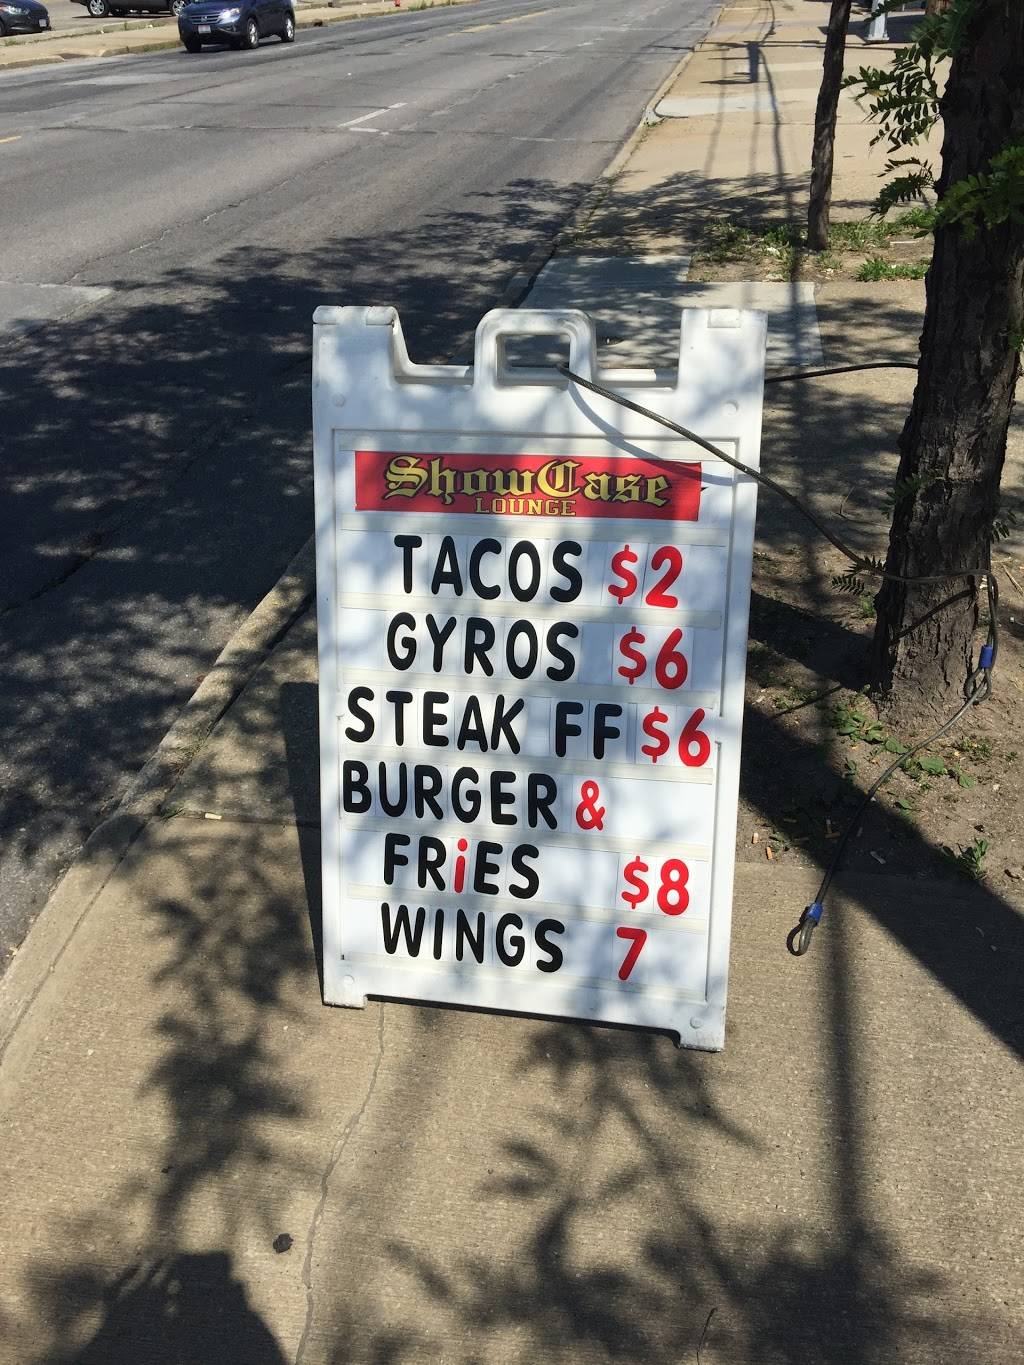 ShowCase
LOUNGE
TACOS $2
GYROS $6
STEAK FF $6
BURGER &
FRiES $8
WINGS 7